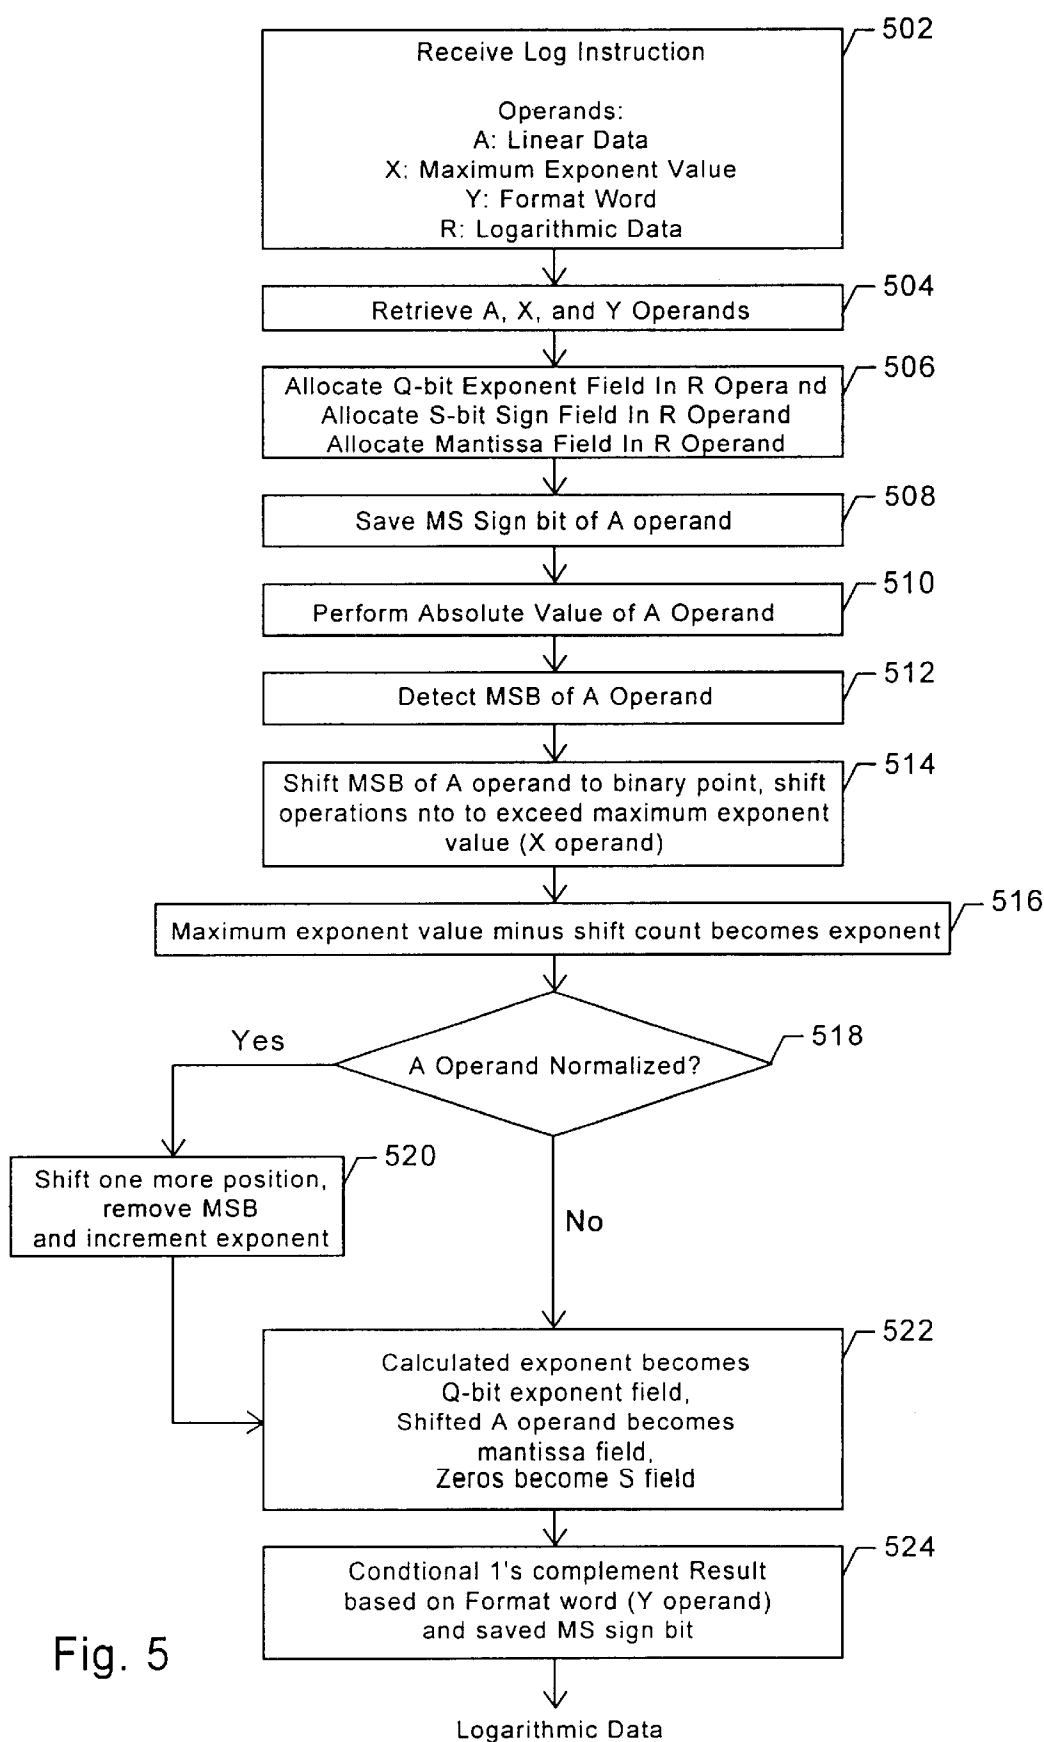 502
Receive Log Instruction
Operands:
A: Linear Data
X: Maximum Exponent Value
Y: Format Word
R: Logarithmic Data
504
Retrieve A, X, and Y Operands
506
Allocate Q-bit Exponent Field In R Opera nd
Allocate S-bit Sign Field In R Operand
Allocate Mantissa Field In R Operand
508
Save MS Sign bit of A operand
510
Perform Absolute Value of A Operand
512
Detect MSB of A Operand
514
Shift MSB of A operand to binary point, shift
operations nto to exceed maximum exponent
value (X operand)
516
Maximum exponent value minus shift count becomes exponent
518
Yes
A Operand Normalized?
520
Shift one more position,
remove MSB
and increment exponent
No
522
Calculated exponent becomes
Q-bit exponent field,
Shifted A operand becomes
mantissa field,
Zeros become S field
524
Condtional 1's complement Result
based on Format word (Y operand)
and saved MS sign bit
Fig. 5
Logarithmic Data